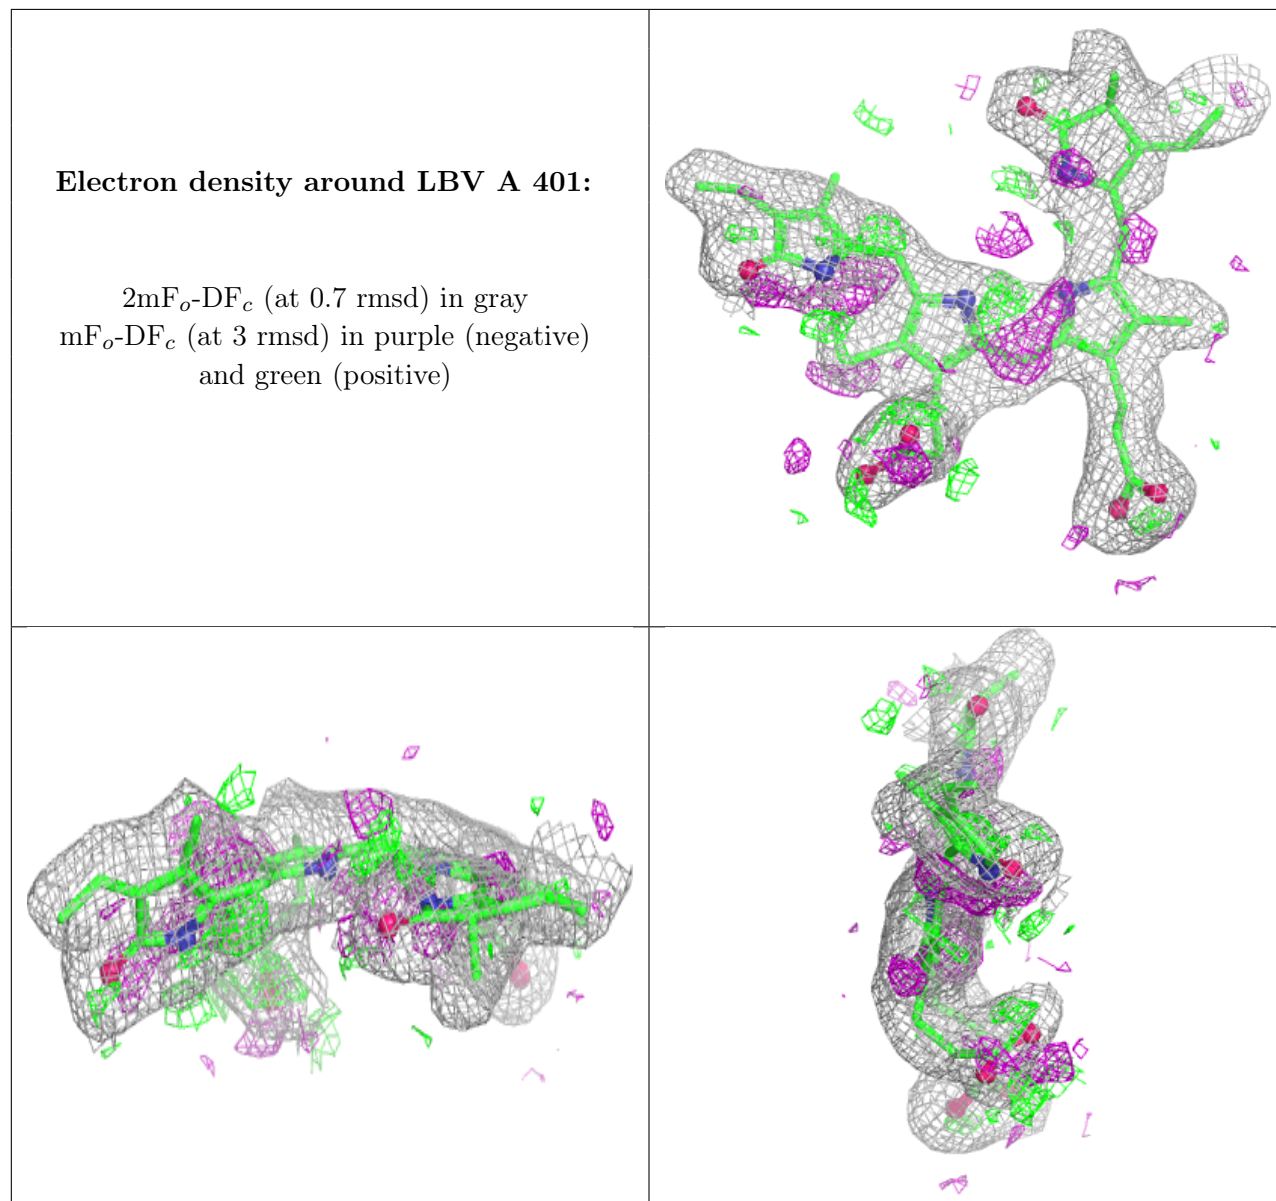 Electron density around LBV A 401:
2mFo-DFc (at 0.7 rmsd) in gray
mFo-DFc (at 3 rmsd) in purple (negative)
and green (positive)